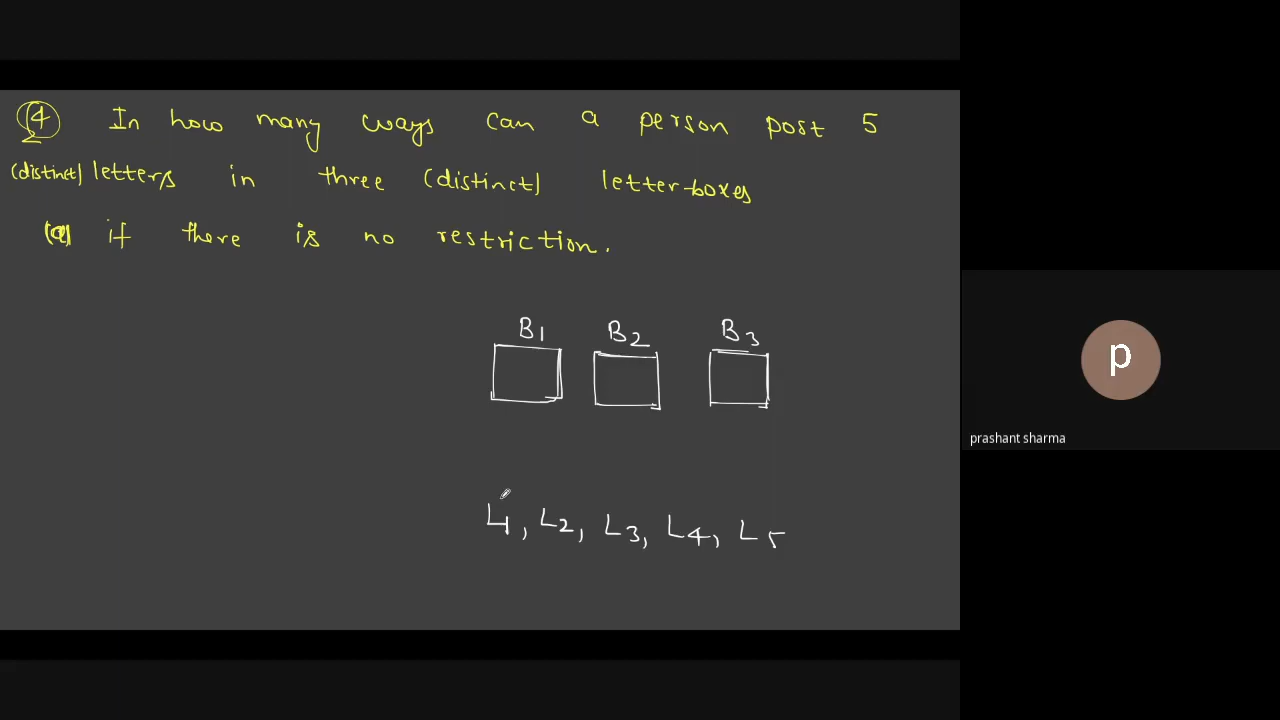 4 In how many ways can a person post 5
(distinct) letters in three (distinct) letter-boxes
(a) if there is no restriction.
B1 B2 B3
P
prashant sharma
L1, L2, L3, L4, L5